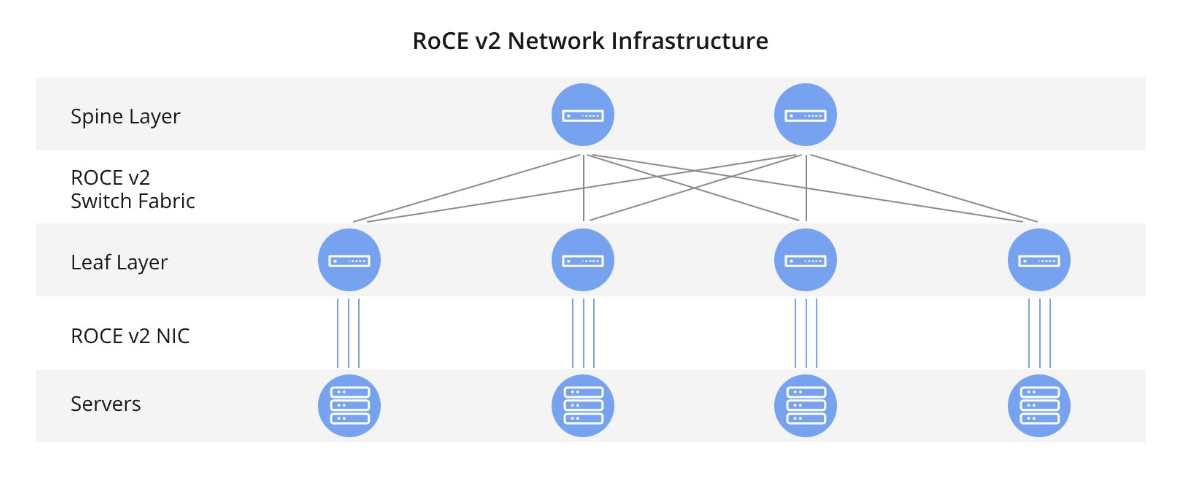 RoCE v2 Network Infrastructure
Spine Layer
ROCE v2
Switch Fabric
Leaf Layer
ROCE v2 NIC
Servers